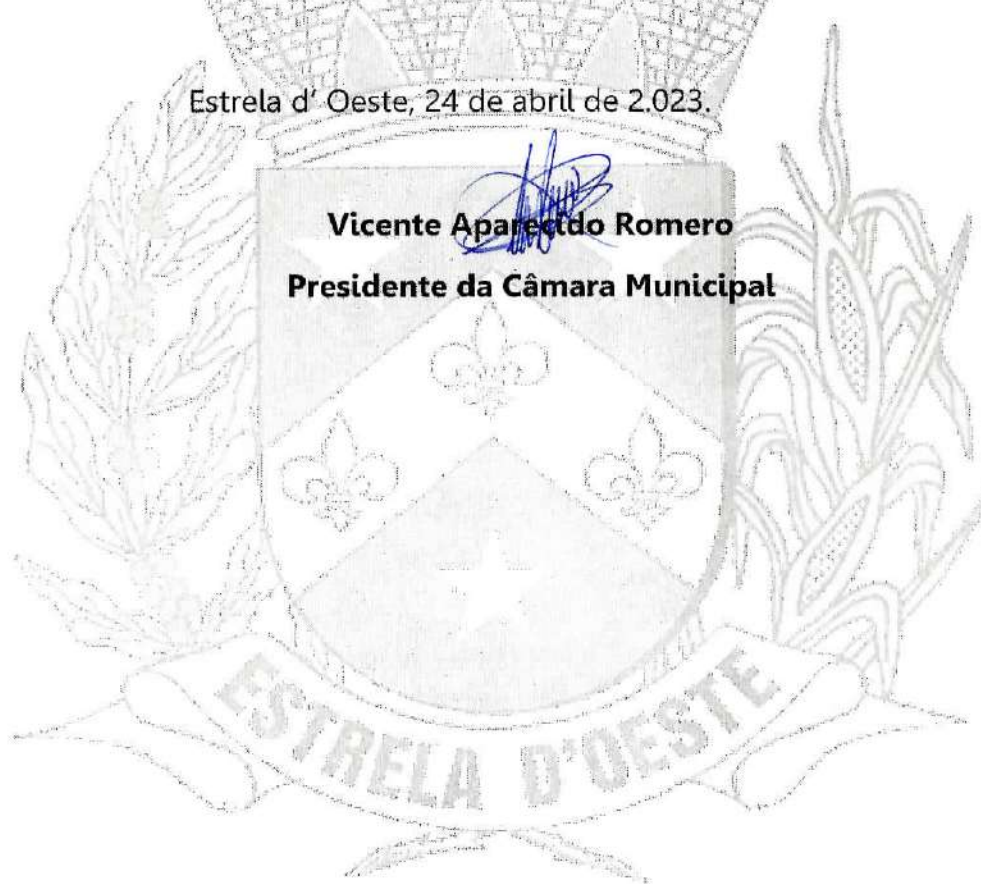 Estrela d' Oeste, 24 de abril de 2.023.
Vicente Aparecido Romero
Presidente da Câmara Municipal
ESTRELA D'OESTE